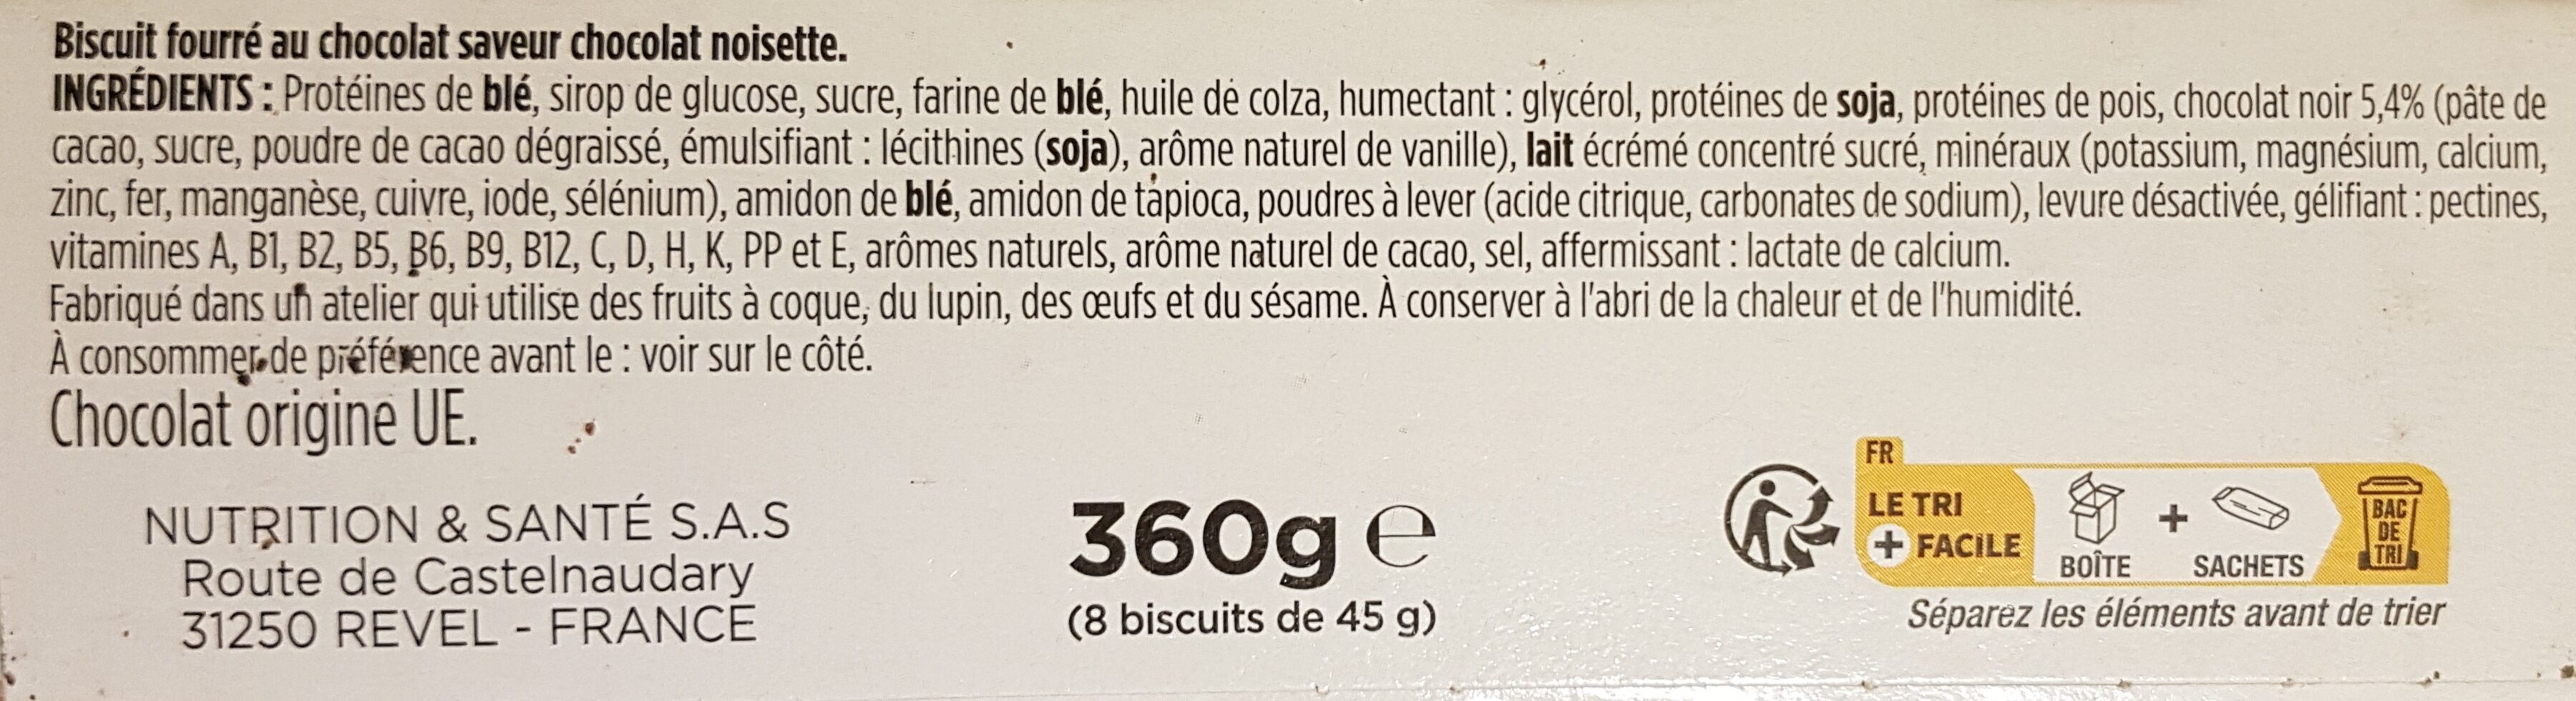 Biscuit fourré au chocolat saveur chocolat noisette.
INGRÉDIENTS : Protéines de blé, sirop de glucose, sucre, farine de blé, huile de colza, humectant : glycérol, protéines de soja, protéines de pois, chocolat noir 5,4% (pâte de
cacao, sucre, poudre de cacao dégraissé, émulsifiant : lécithines (soja), arôme naturel de vanille), lait écrémé concentré sucré, minéraux (potassium, magnésium, calcium,
zinc, fer, manganèse, cuivre, iode, sélénium), amidon de blé, amidon de tapioca, poudres à lever (acide citrique, carbonates de sodium), levure désactivée, gélifiant : pectines,
vitamines A, B1, B2, B5, B6, B9, B12, C, D, H, K, PP et E, arômes naturels, arôme naturel de cacao, sel, affermissant : lactate de calcium.
Fabriqué dans un atelier qui utilise des fruits à coque, du lupin, des œufs et du sésame. À conserver à l'abri de la chaleur et de l'humidité.
À consommer de préférence avant le : voir sur le côté.
Chocolat origine UE.
NUTRITION & SANTÉ S.A.S
Route de Castelnaudary
31250 REVEL - FRANCE
360g e
(8 biscuits de 45 g)
FR
LE TRI
+ FACILE
BOÎTE
+
SACHETS
BAC
DE
TRI
Séparez les éléments avant de trier